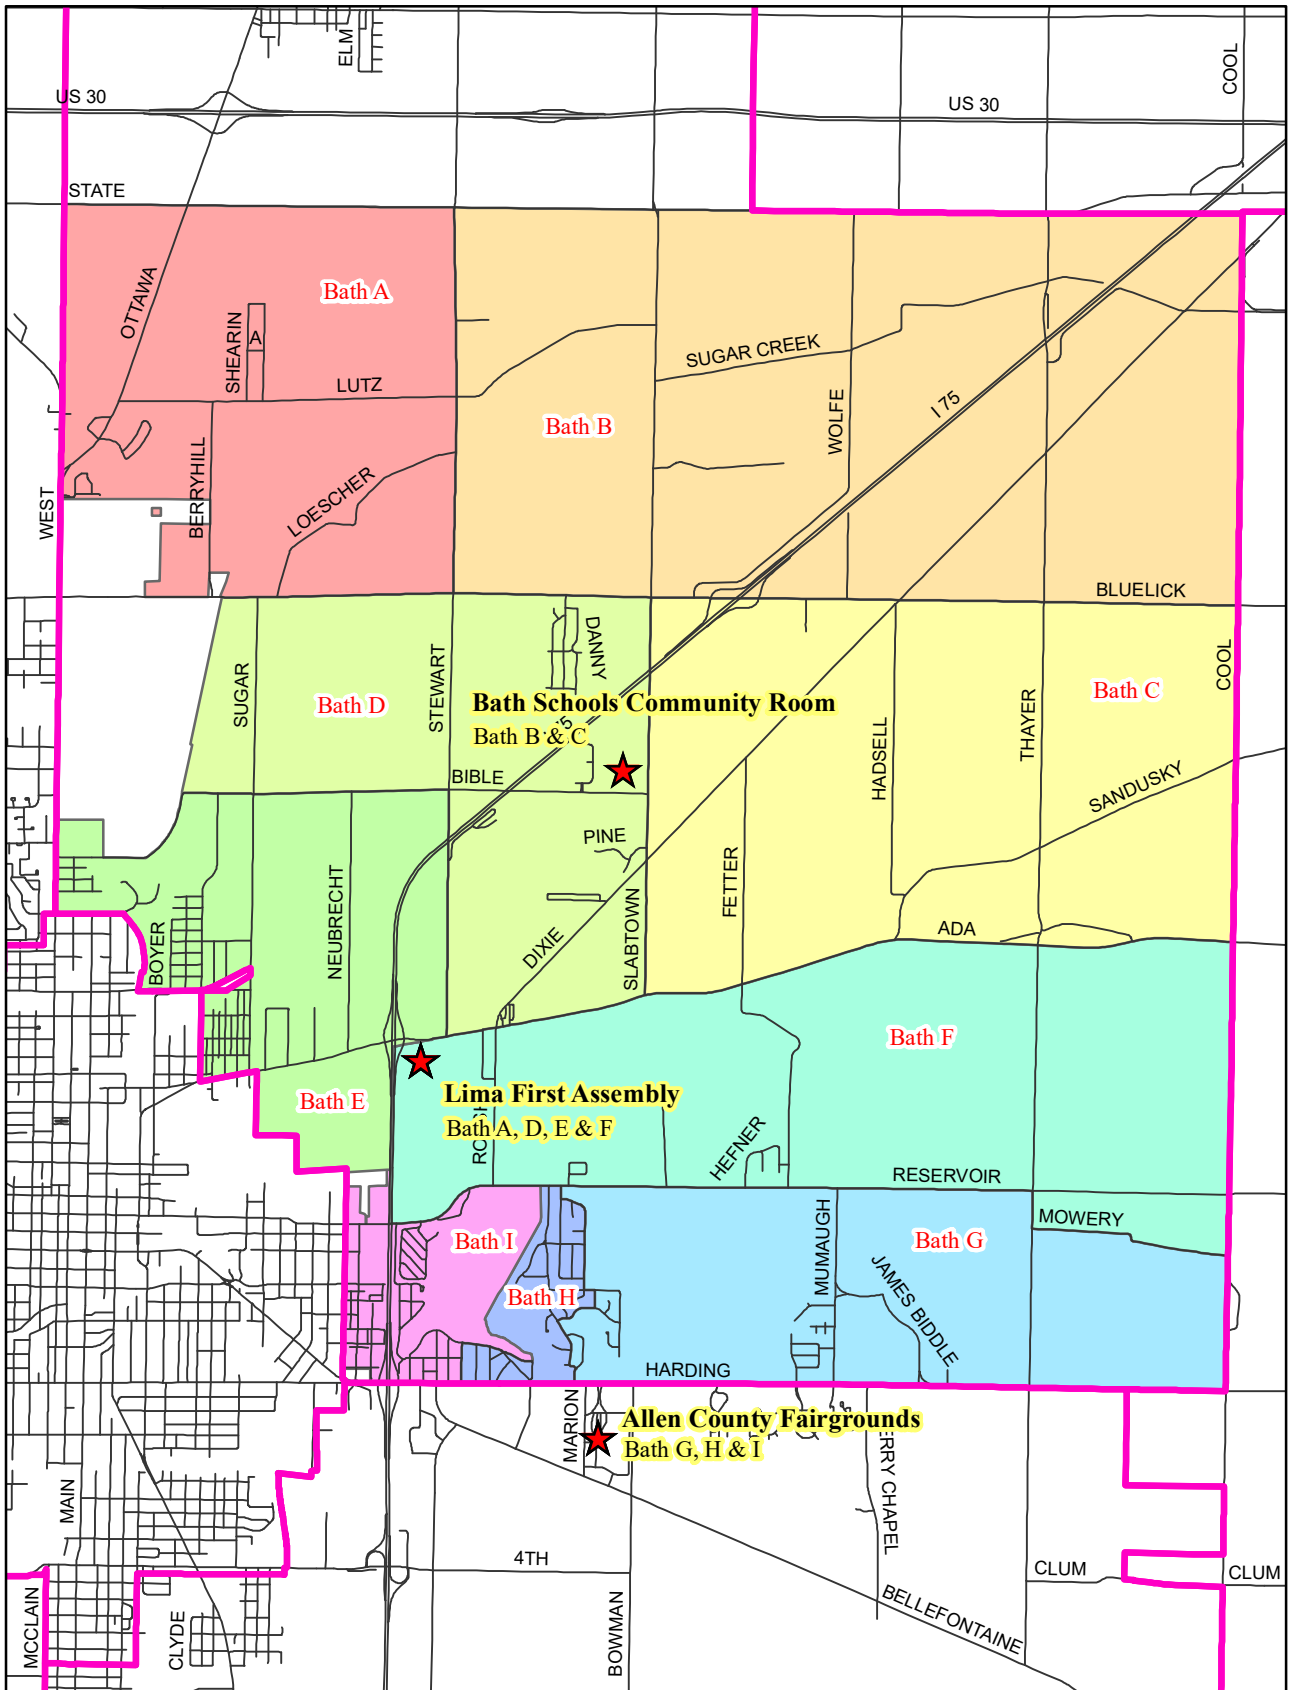 ELM
COOL
US 30
US 30
STATE
OTTAWA
Bath A
SHEARIN
A
SUGAR CREEK
LUTZ
WOLFE
I 75
Bath B
BERRYHILL
LOESCHER
WEST
BLUELICK
DANNY
SUGAR
STEWART
COOL
Bath D
Bath C
Bath Schools Community Room
Bath B & C
THAYER
HADSELL
BIBLE
SANDUSKY
PINE
FETTER
NEUBRECHT
SLABTOWN
BOYER
DIXIE
ADA
Bath F
Bath E
Lima First Assembly
Bath A, D, E & F
HEFNER
RESERVOIR
MOWERY
MUMAUGH
Bath I
Bath G
JAMES BIDDLE
Bath H
HARDING
MARION
Allen County Fairgrounds
Bath G, H & I
ERRY CHAPEL
MAIN
4TH
CLUM
CLUM
MCCLAIN
CLYDE
BOWMAN
BELLEFONTAINE